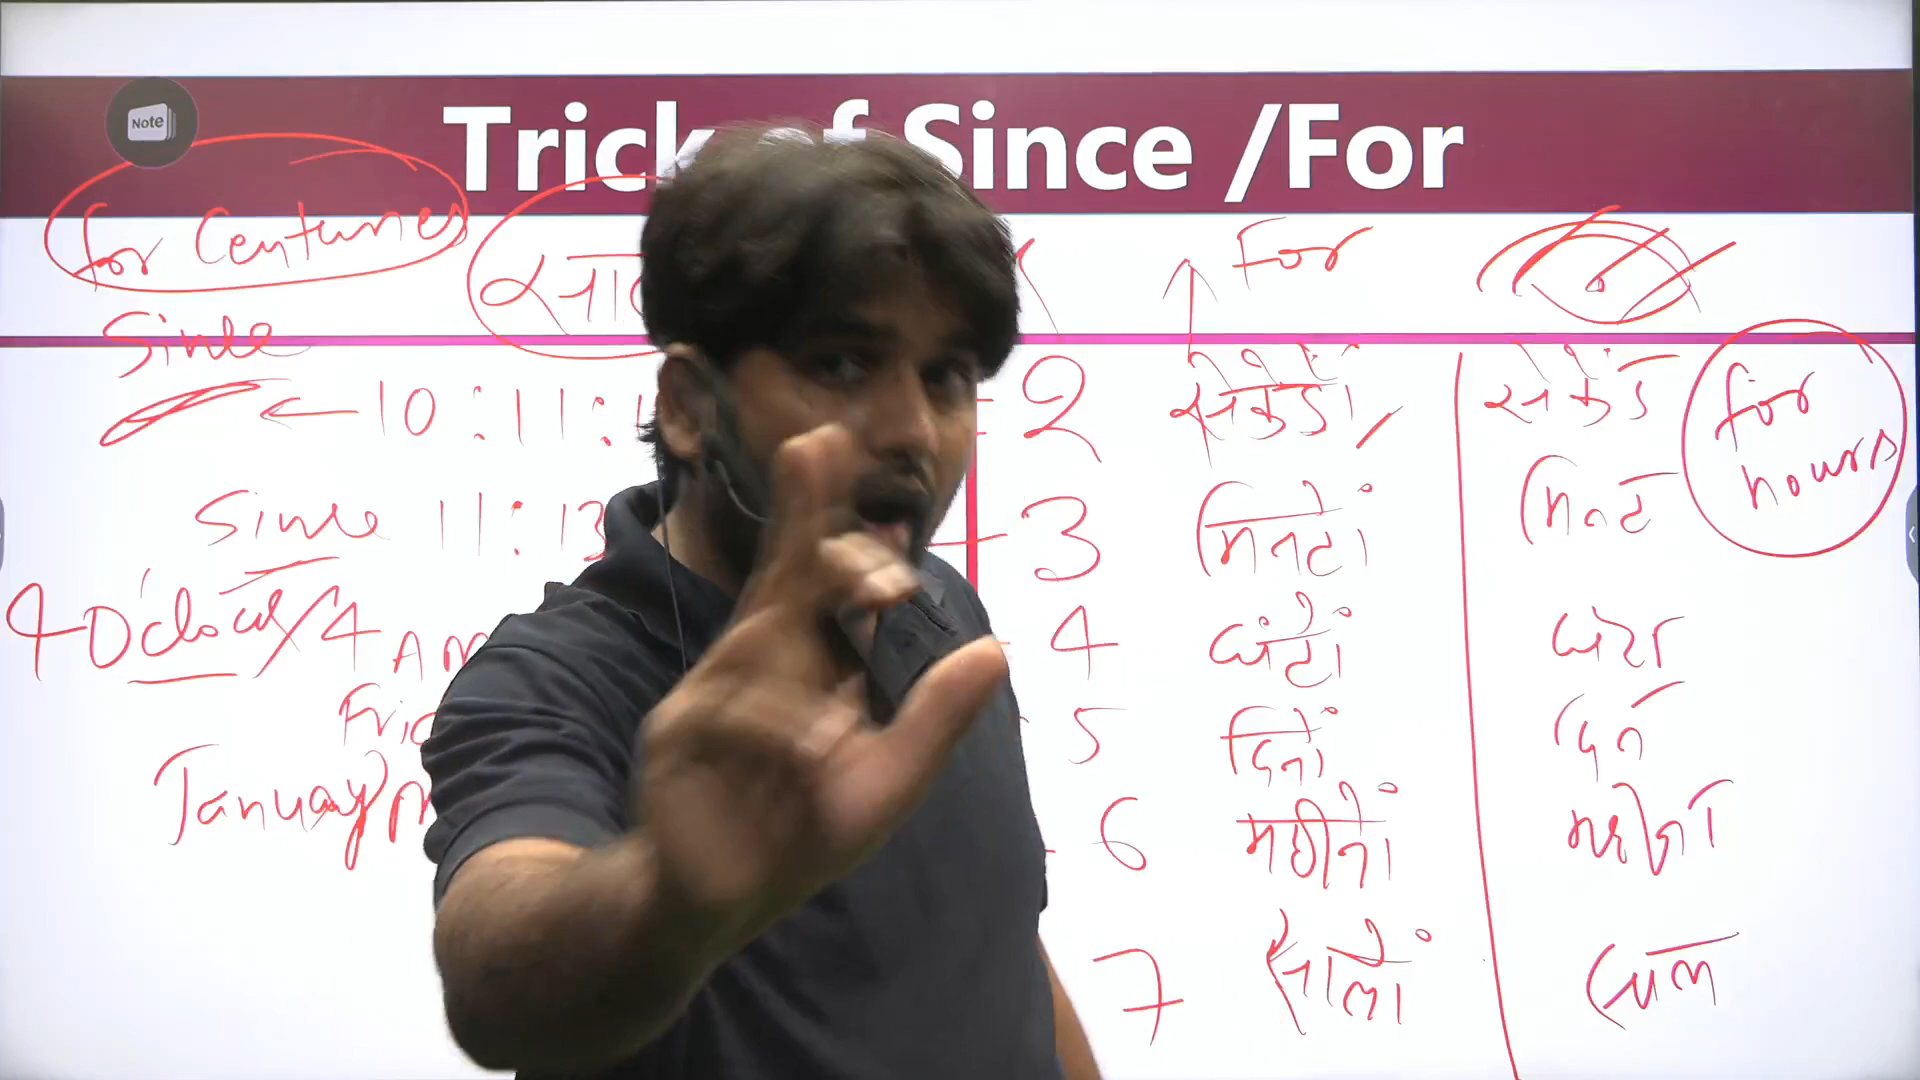 Note
Trick of Since /For
for Centuries
For
Since
10:11:
2 सेकेंडों सेकेंड
for hours
Since 11:13
3 मिनटों मिनट
4 O'clock/4 AM
4 घंटों घंटा
5 दिनों दिन
January
6 महीनों महीना
7 सालों साल